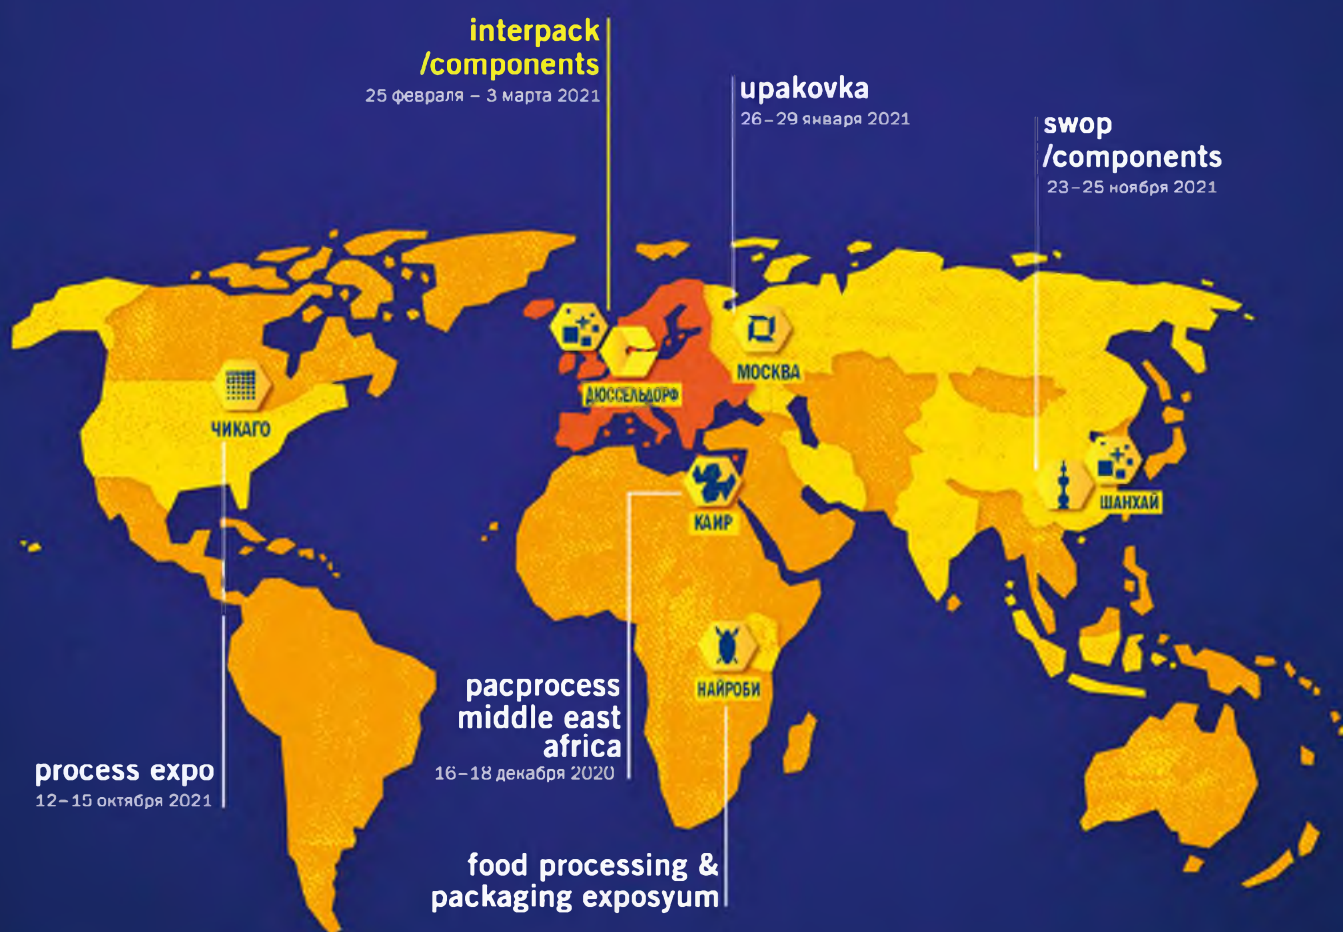 interpack
/components
25 февраля – 3 марта 2021
upakovka
26–29 января 2021
swop
/components
23–25 ноября 2021
ЧИКАГО
ДЮССЕЛЬДОРФ
МОСКВА
ШАНХАЙ
КАИР
НАЙРОБИ
process expo
12–15 октября 2021
pacprocess
middle east
africa
16–18 декабря 2020
food processing &
packaging exposyum